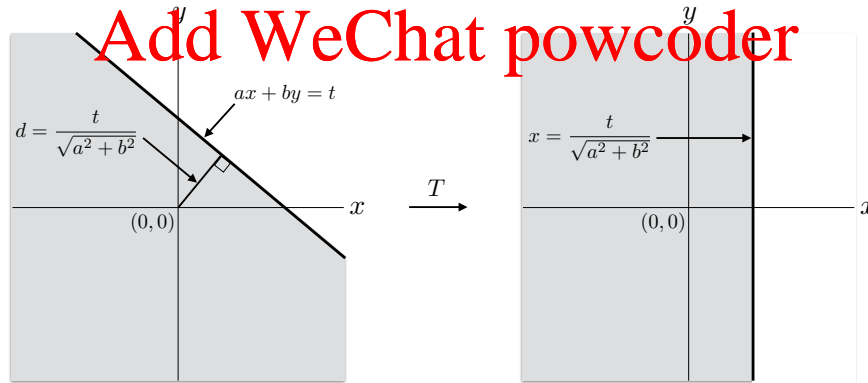 y
y
Add WeChat powcoder
ax + by = t
d = t / √(a² + b²)
x = t / √(a² + b²)
T
x
x
(0, 0)
(0, 0)